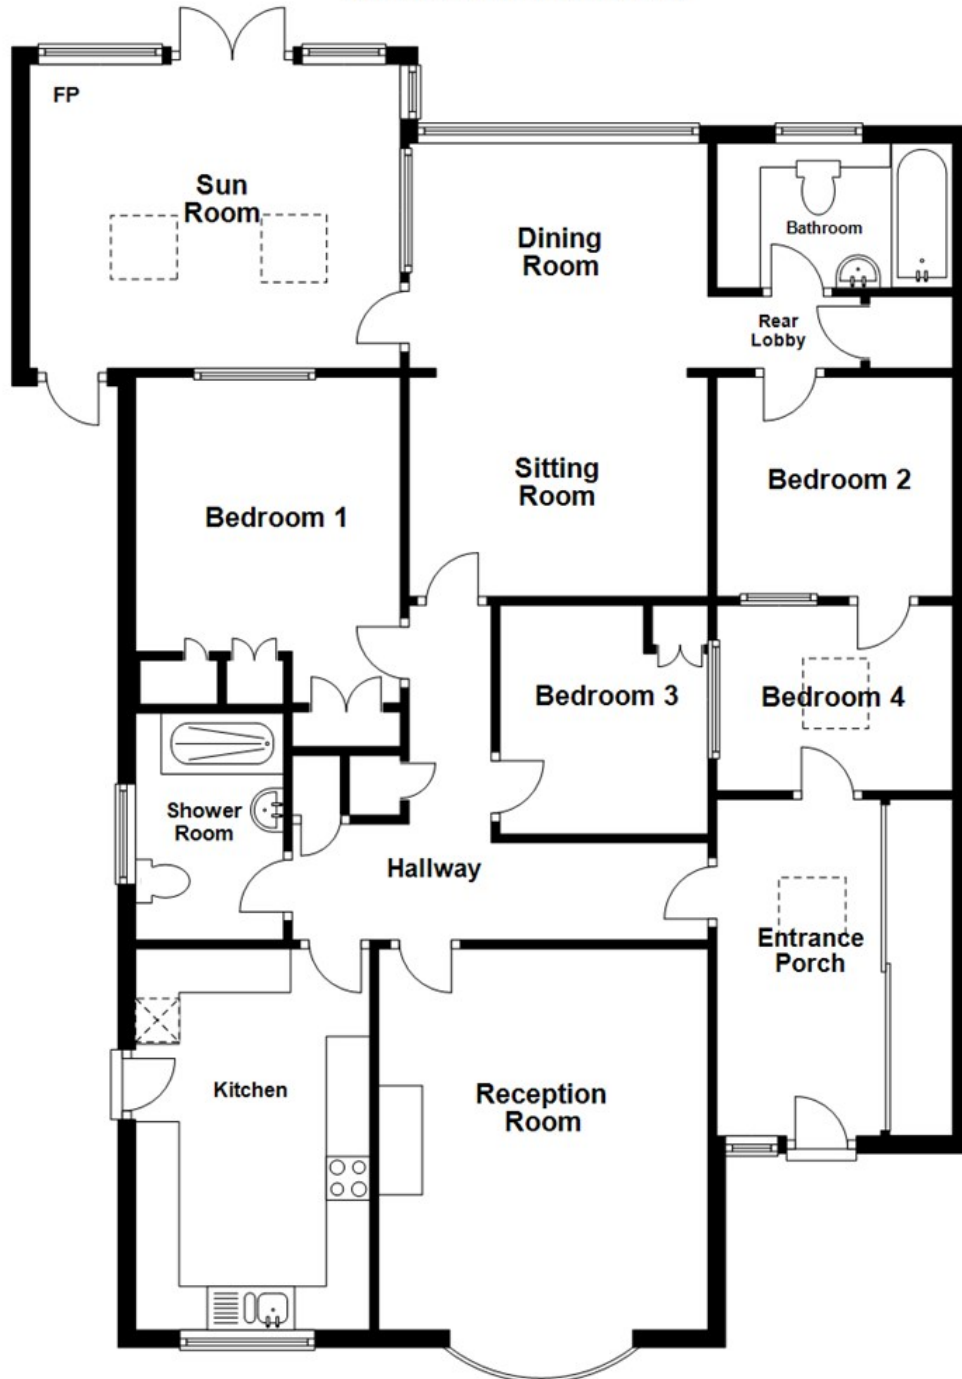 FP
Sun
Room
Dining
Room
Bathroom
Rear
Lobby
Sitting
Room
Bedroom 2
Bedroom 1
Bedroom 3
Bedroom 4
Shower
Room
Hallway
Entrance
Porch
Kitchen
Reception
Room